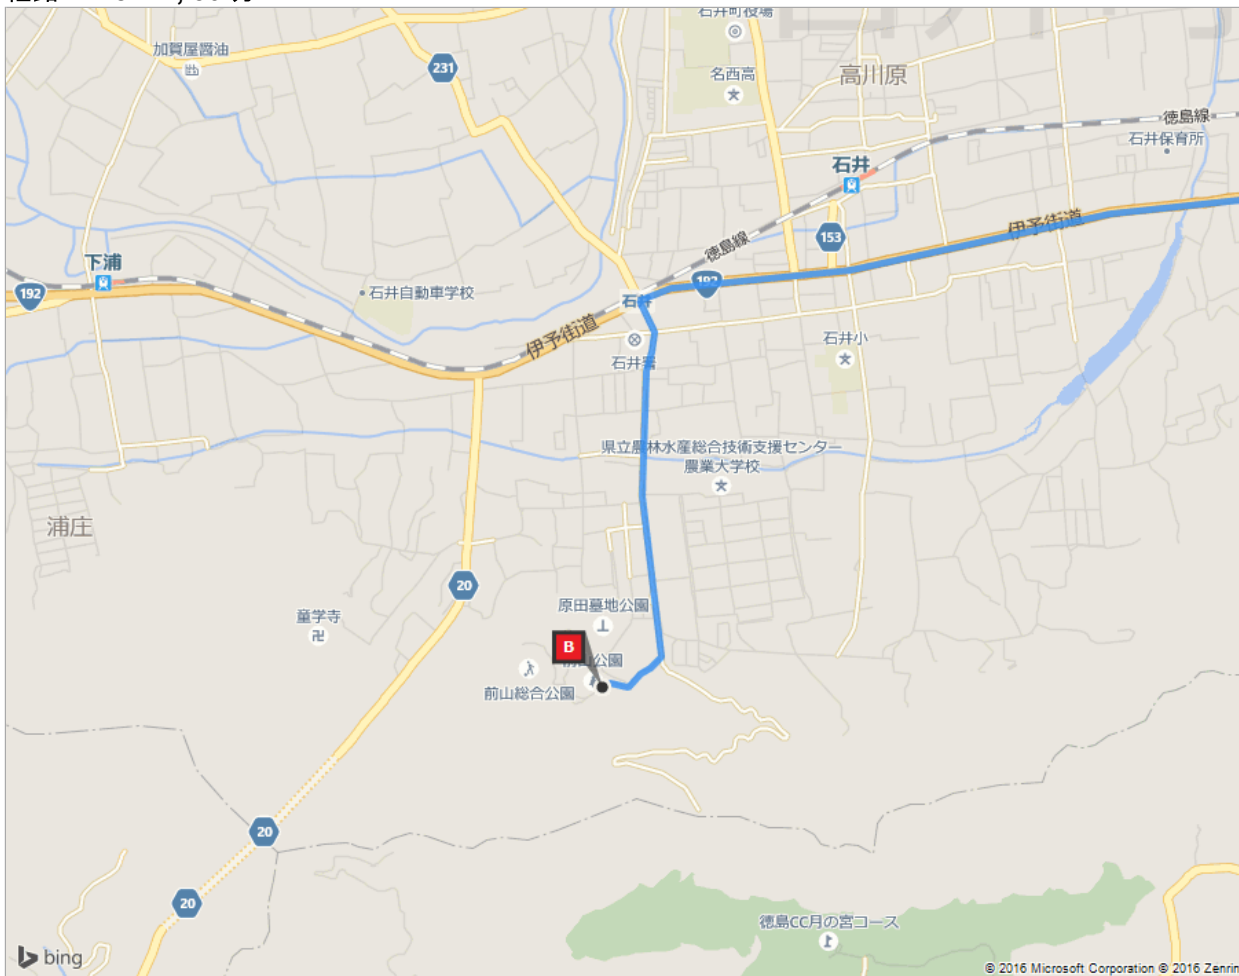 石井町役場
加賀屋醤油
231
名西高
高川原
徳島線
石井保育所
石井
伊予街道
153
徳島線
下浦
192
石井自動車学校
192
石井
伊予街道
石井署
石井小
県立農林水産総合技術支援センター
農業大学校
浦庄
20
原田墓地公園
童学寺
B
前山公園
前山総合公園
20
20
徳島CC月の宮コース
bing
© 2016 Microsoft Corporation © 2016 Zenrin